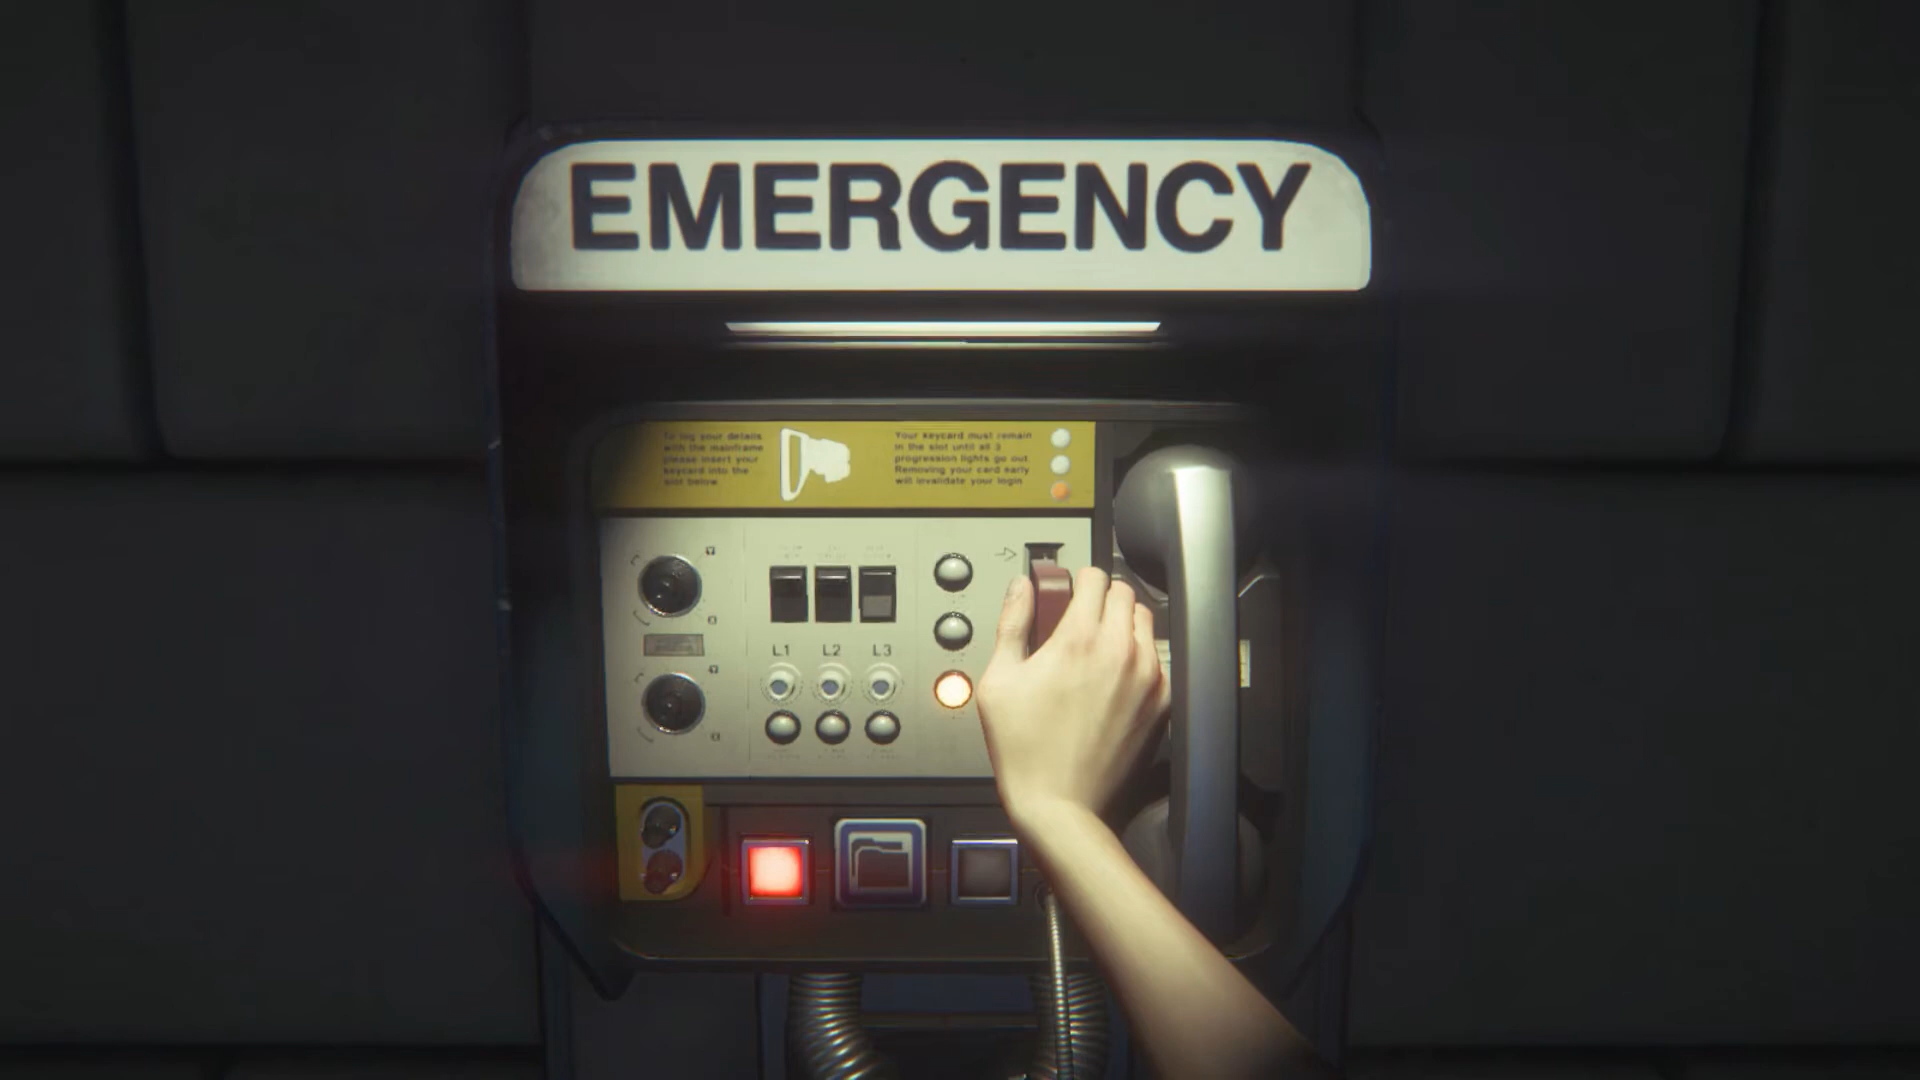 EMERGENCY
To log your details
with the mainframe
please insert your
keycard into the
slot below
Your keycard must remain
in the slot until all 3
progression lights go out
Removing your card early
will invalidate your login
L1 L2 L3